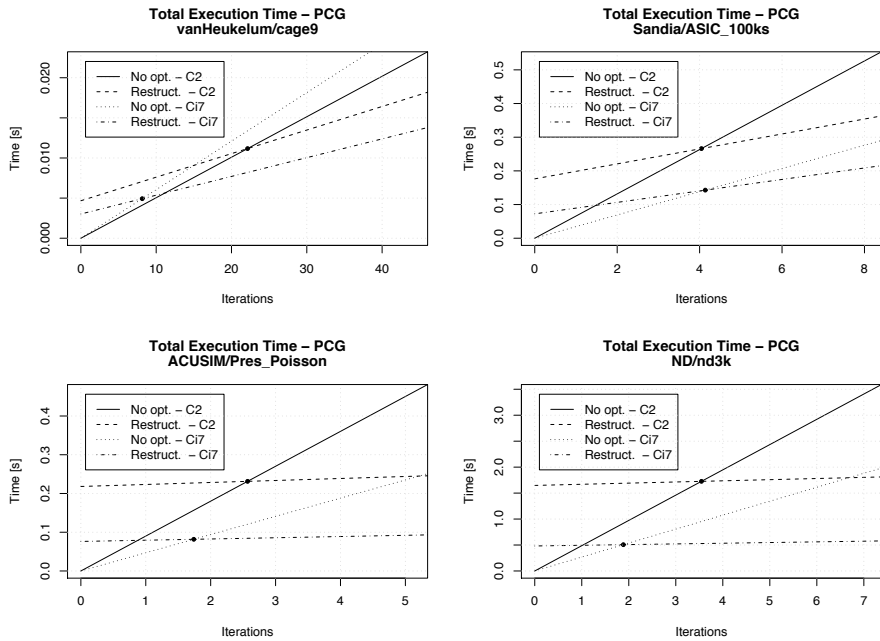 Total Execution Time – PCG
vanHeukelum/cage9
Time [s]
0.000 0.010 0.020
No opt. – C2
Restruct. – C2
No opt. – Ci7
Restruct. – Ci7
0 10 20 30 40
Iterations
Total Execution Time – PCG
Sandia/ASIC_100ks
Time [s]
0.0 0.1 0.2 0.3 0.4 0.5
No opt. – C2
Restruct. – C2
No opt. – Ci7
Restruct. – Ci7
0 2 4 6 8
Iterations
Total Execution Time – PCG
ACUSIM/Pres_Poisson
Time [s]
0.0 0.1 0.2 0.3 0.4
No opt. – C2
Restruct. – C2
No opt. – Ci7
Restruct. – Ci7
0 1 2 3 4 5
Iterations
Total Execution Time – PCG
ND/nd3k
Time [s]
0.0 1.0 2.0 3.0
No opt. – C2
Restruct. – C2
No opt. – Ci7
Restruct. – Ci7
0 1 2 3 4 5 6 7
Iterations